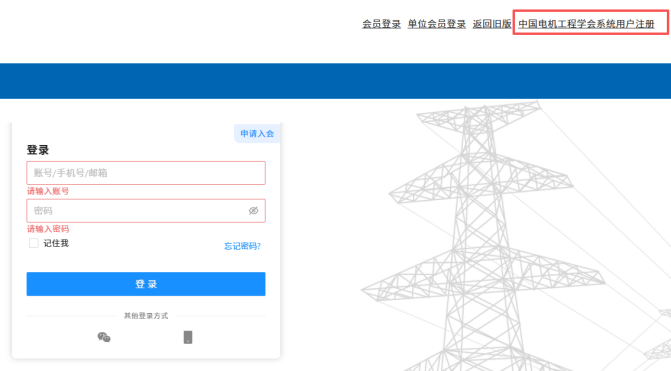 会员登录 单位会员登录 返回旧版 中国电机工程学会系统用户注册
申请入会
登录
账号/手机号/邮箱
请输入账号
密码
请输入密码
记住我 忘记密码?
登 录
其他登录方式